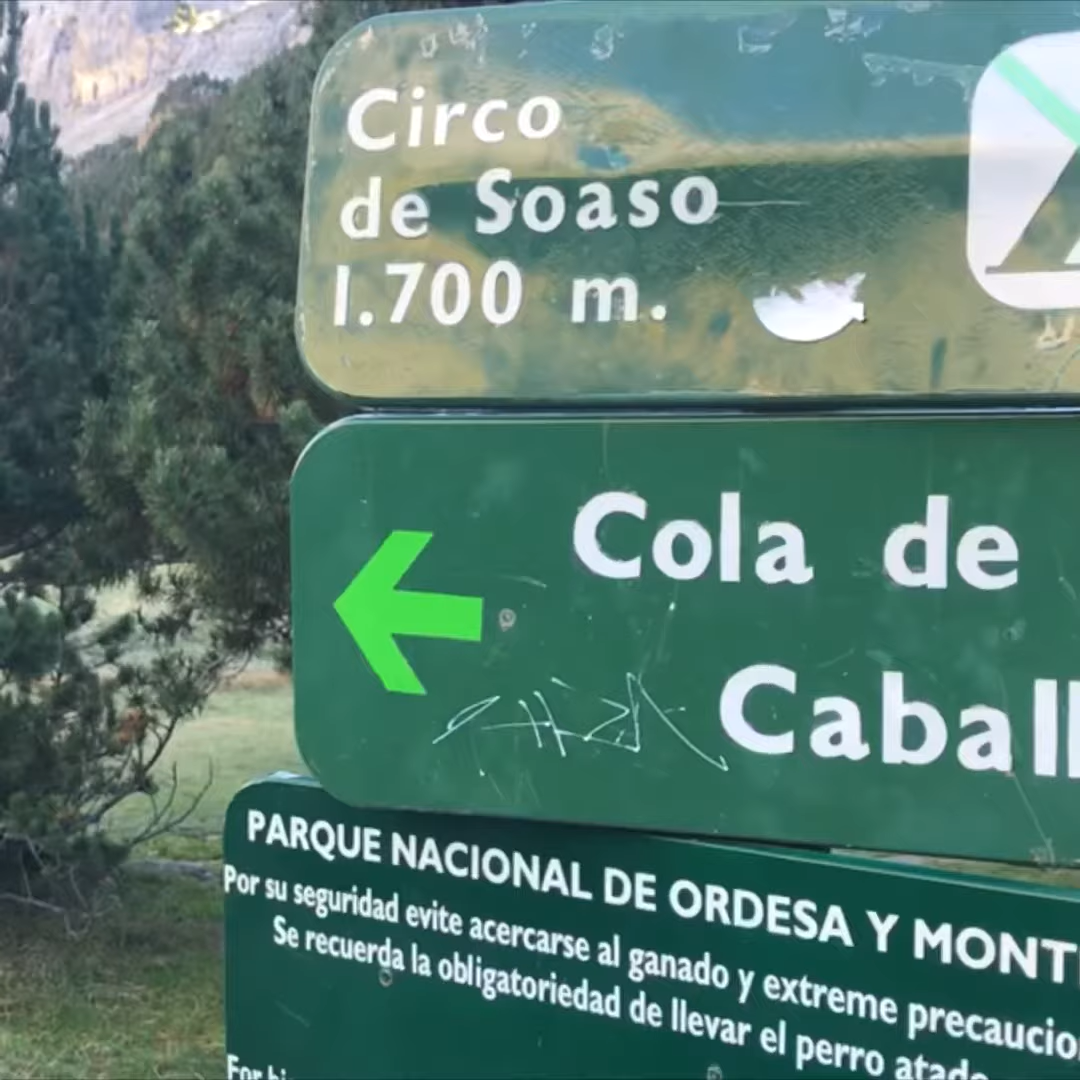 Circo
de Soaso
1.700 m.
Cola de
Caball
PARQUE NACIONAL DE ORDESA Y MONT
Por su seguridad evite acercarse al ganado y extreme precaucio
Se recuerda la obligatoriedad de llevar el perro atado
For